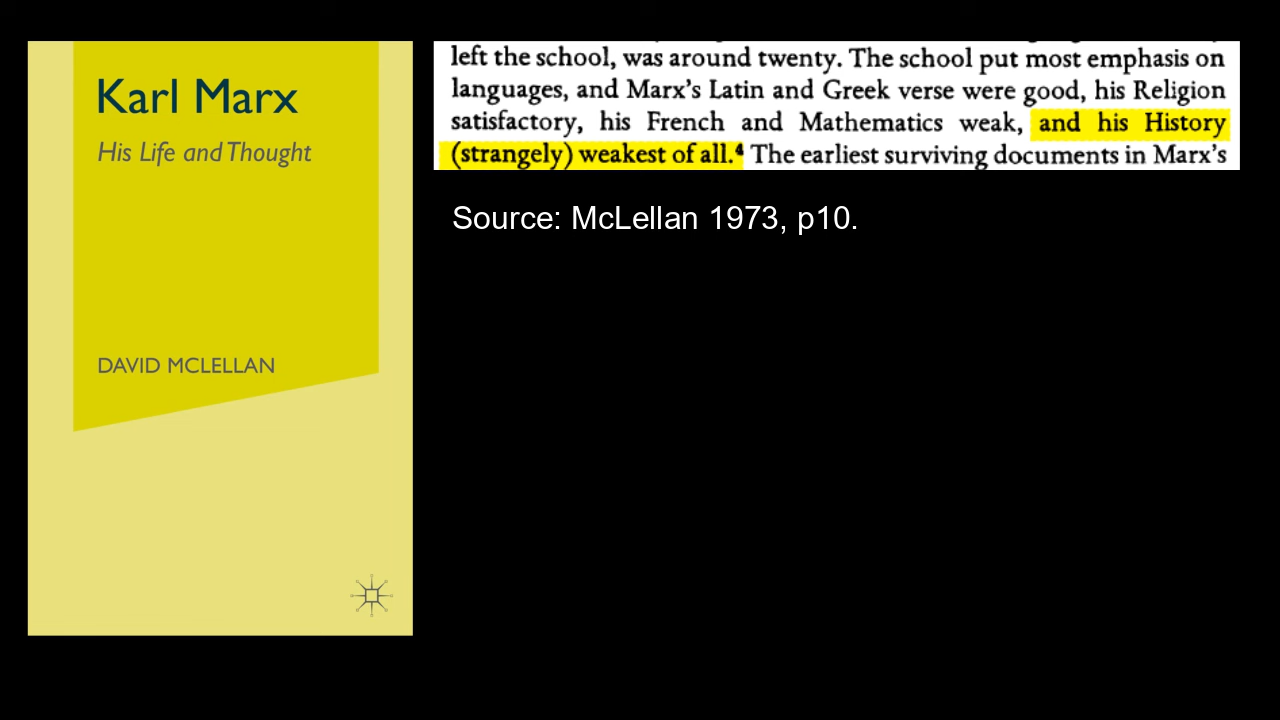 Karl Marx
His Life and Thought
DAVID MCLELLAN
left the school, was around twenty. The school put most emphasis on
languages, and Marx's Latin and Greek verse were good, his Religion
satisfactory, his French and Mathematics weak, and his History
(strangely) weakest of all.⁴ The earliest surviving documents in Marx's
Source: McLellan 1973, p10.